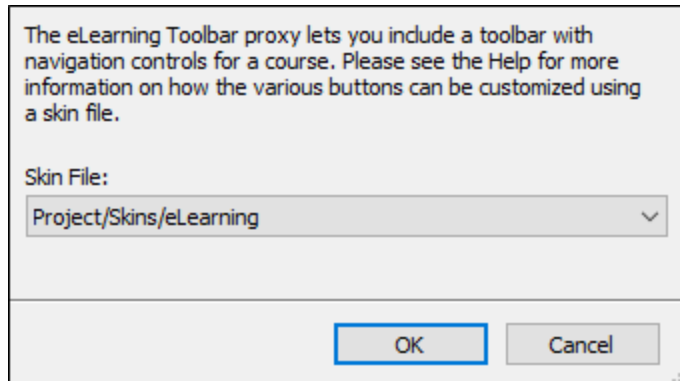 The eLearning Toolbar proxy lets you include a toolbar with
navigation controls for a course. Please see the Help for more
information on how the various buttons can be customized using
a skin file.
Skin File:
Project/Skins/eLearning
OK Cancel